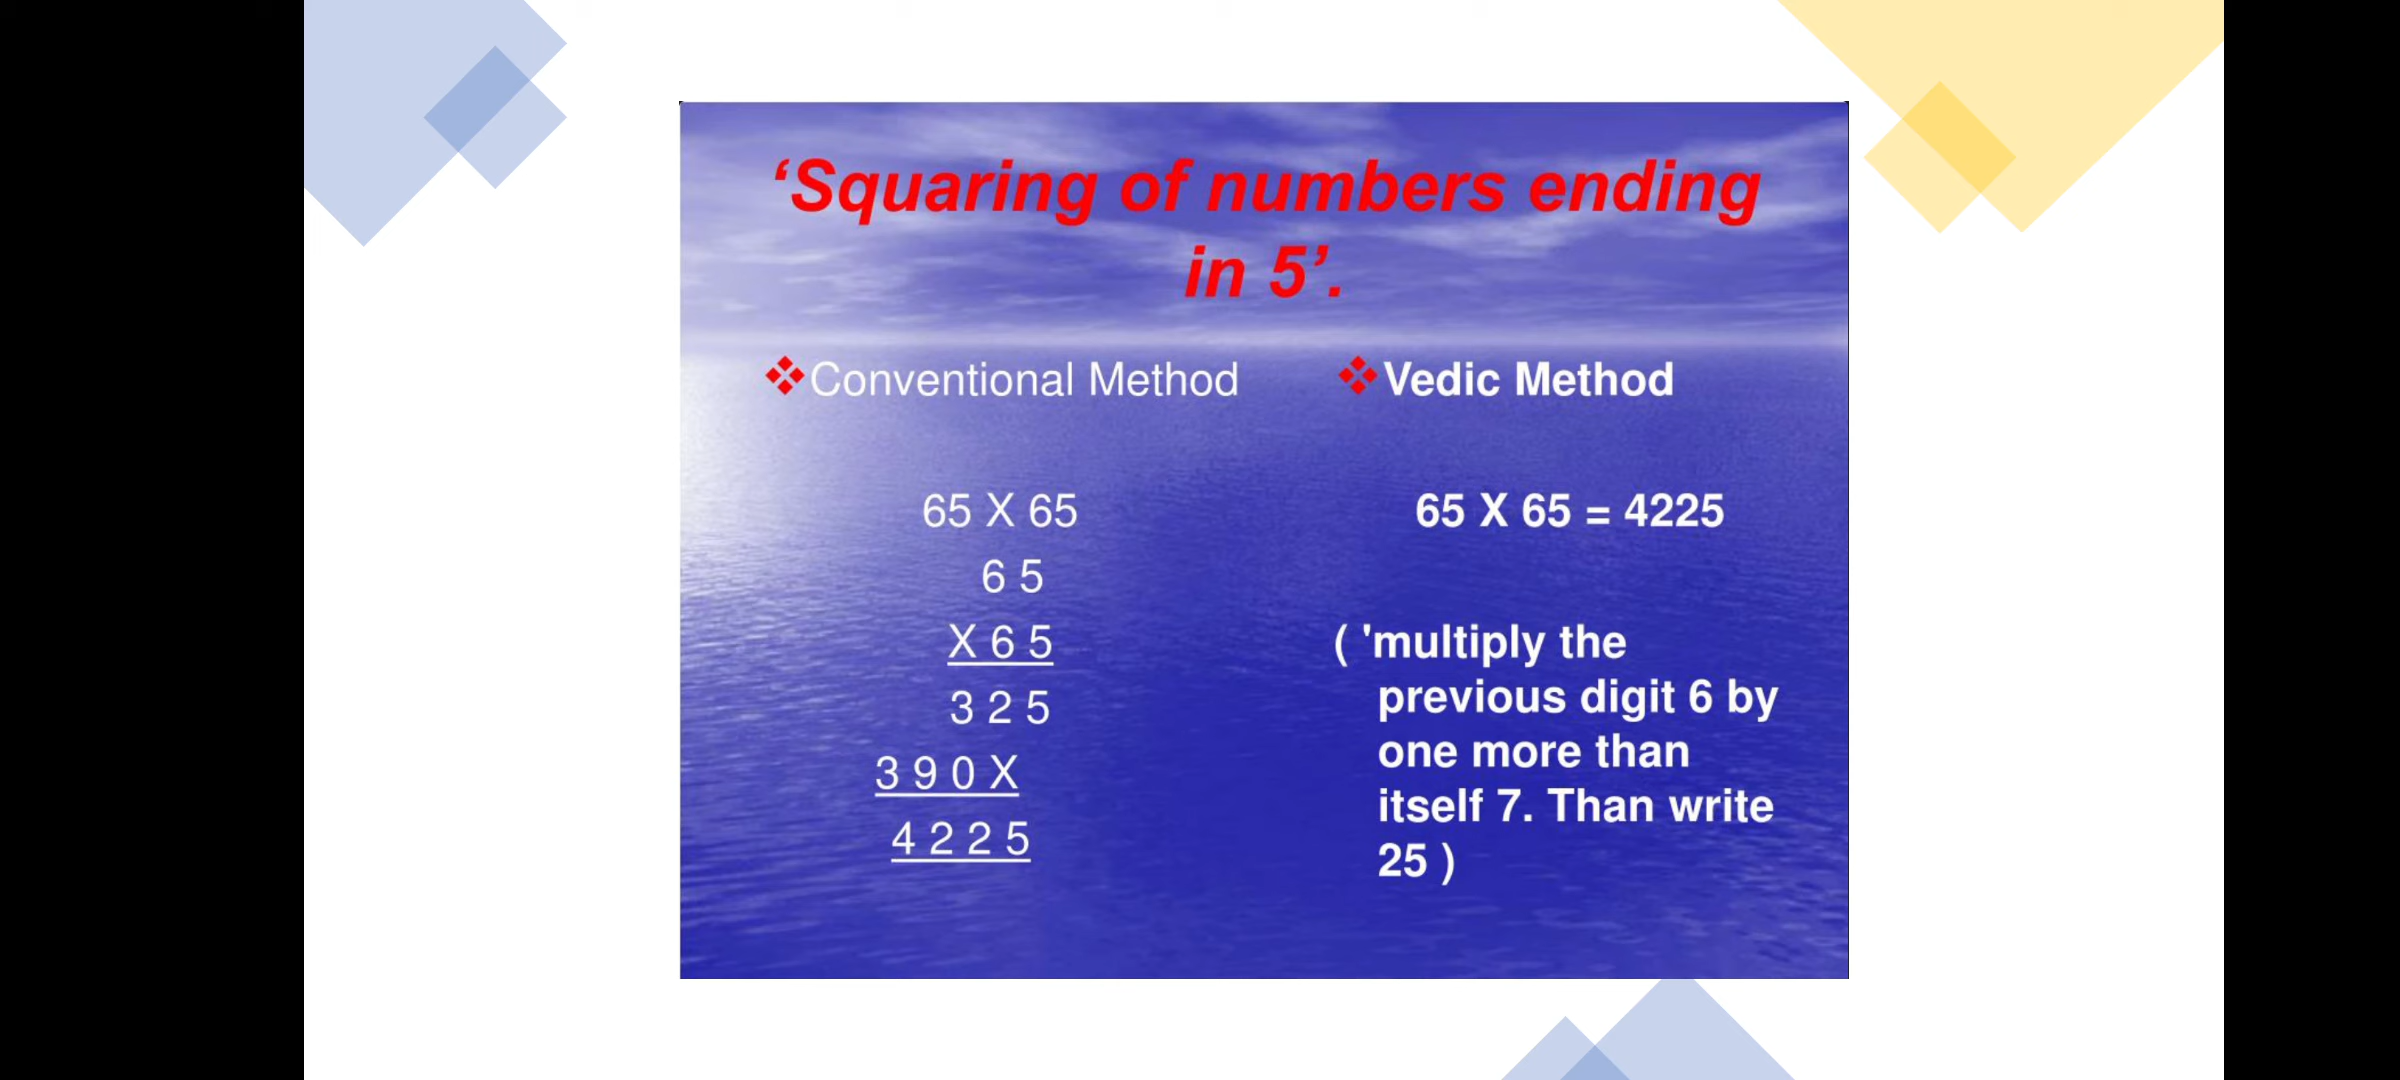 ‘Squaring of numbers ending
in 5’.
Conventional Method
65 X 65
6 5
X 6 5
3 2 5
3 9 0 X
4 2 2 5
Vedic Method
65 X 65 = 4225
( 'multiply the
previous digit 6 by
one more than
itself 7. Than write
25 )